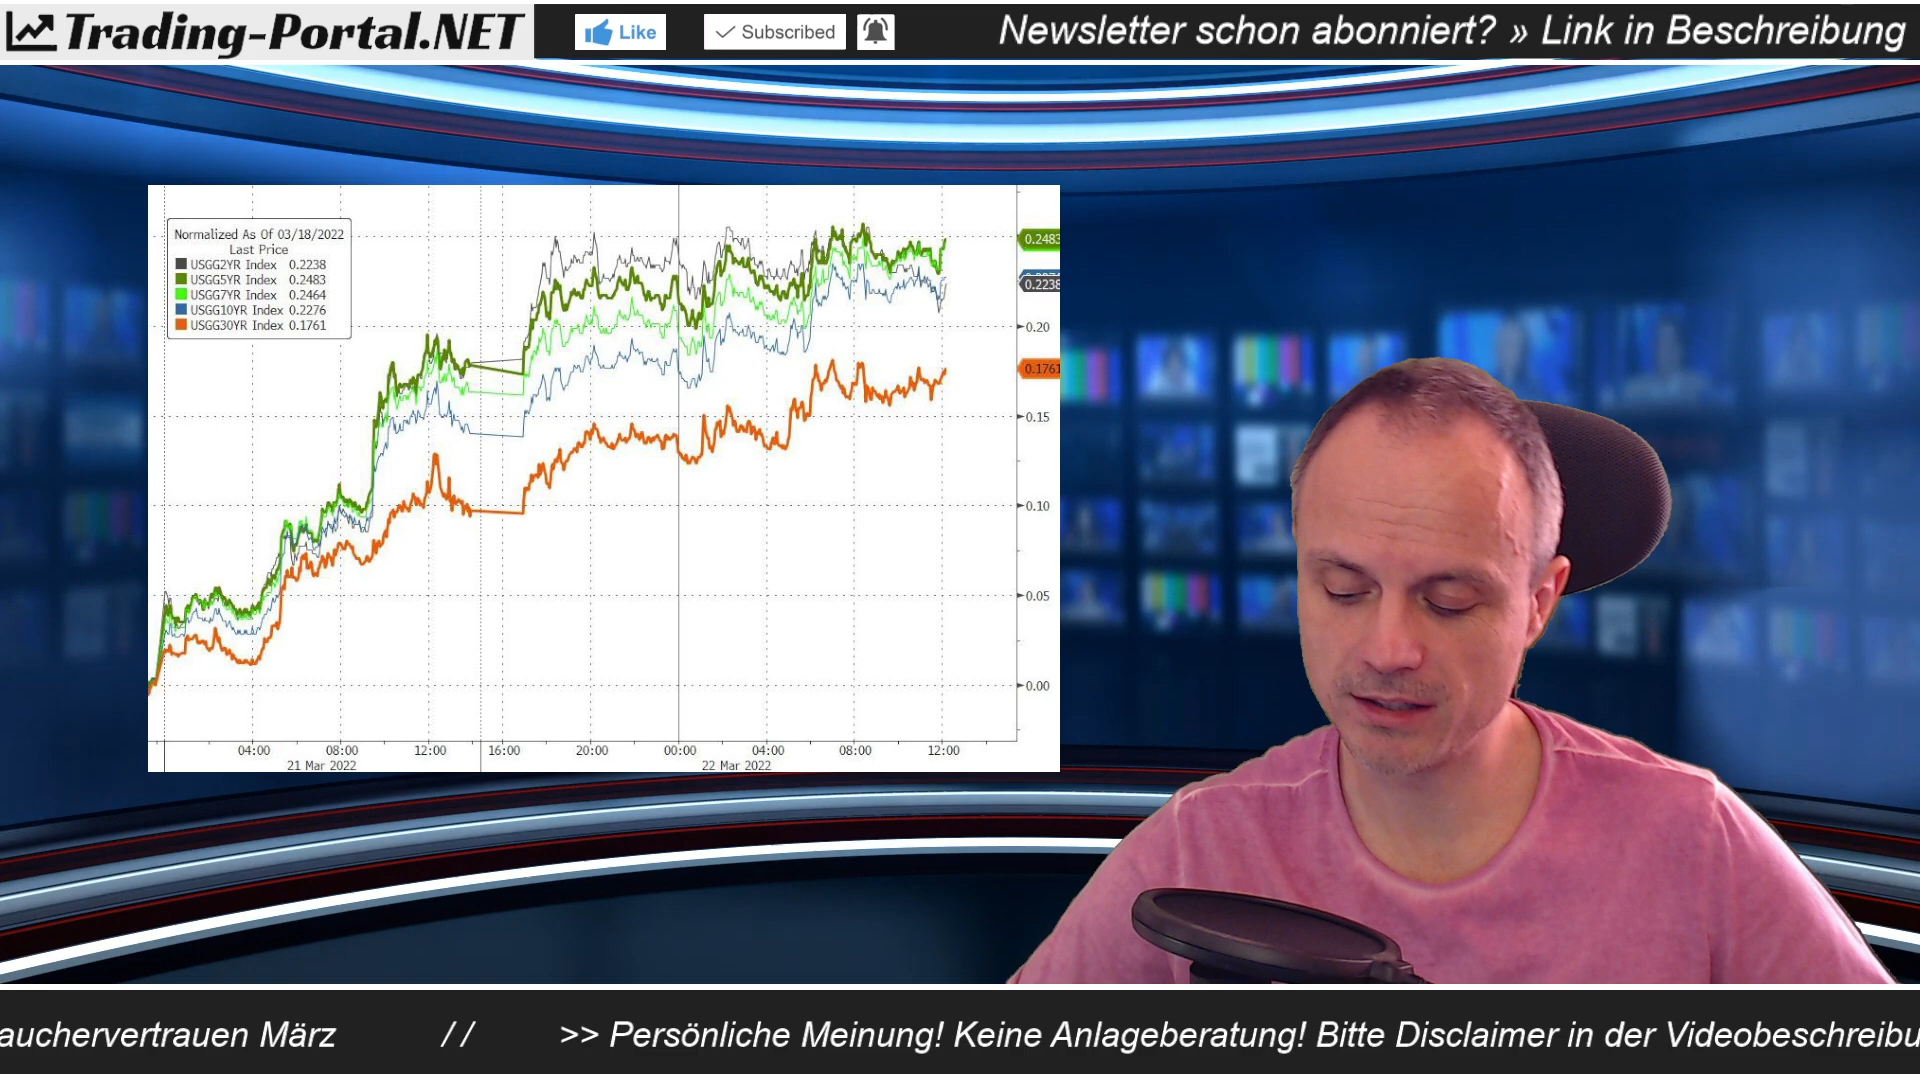 Trading-Portal.NET
Like
Subscribed
Newsletter schon abonniert? » Link in Beschreibung
Normalized As Of 03/18/2022
Last Price
USGG2YR Index 0.2238
USGG5YR Index 0.2483
USGG7YR Index 0.2464
USGG10YR Index 0.2276
USGG30YR Index 0.1761
0.2483
0.2238
0.20
0.1761
0.15
0.10
0.05
0.00
04:00 08:00 12:00 16:00 20:00 00:00 04:00 08:00 12:00
21 Mar 2022 22 Mar 2022
auchervertrauen März // >> Persönliche Meinung! Keine Anlageberatung! Bitte Disclaimer in der Videobeschreibu